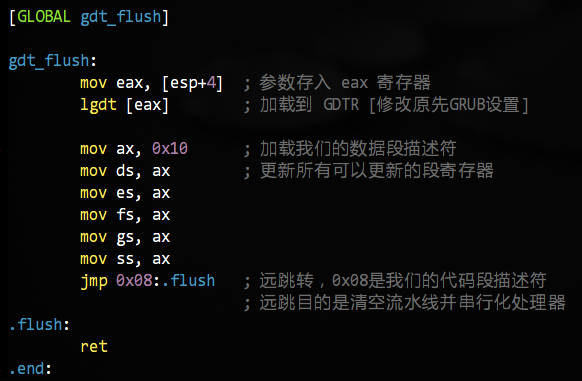 [GLOBAL gdt_flush]
gdt_flush:
mov eax, [esp+4]  ; 参数存入 eax 寄存器
lgdt [eax]        ; 加载到 GDTR [修改原先GRUB设置]
mov ax, 0x10      ; 加载我们的数据段描述符
mov ds, ax        ; 更新所有可以更新的段寄存器
mov es, ax
mov fs, ax
mov gs, ax
mov ss, ax
jmp 0x08:.flush   ; 远跳转，0x08是我们的代码段描述符
; 远跳目的是清空流水线并串行化处理器
.flush:
ret
.end: